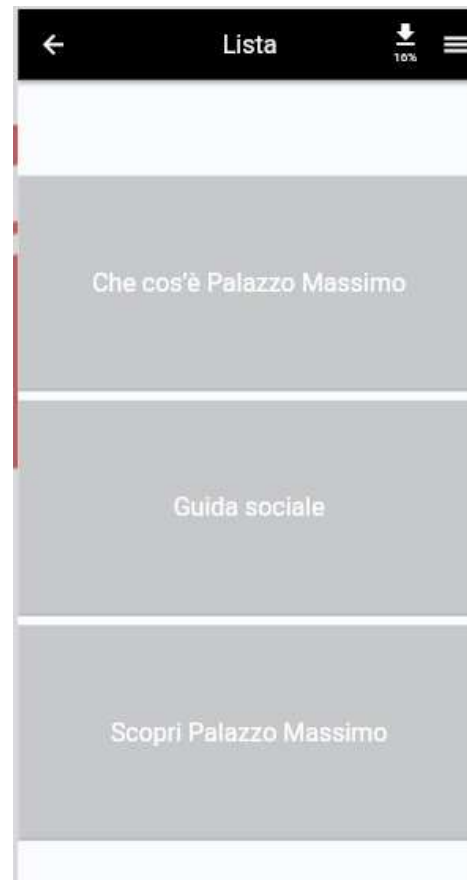 Lista
16%
Che cos'è Palazzo Massimo
Guida sociale
Scopri Palazzo Massimo